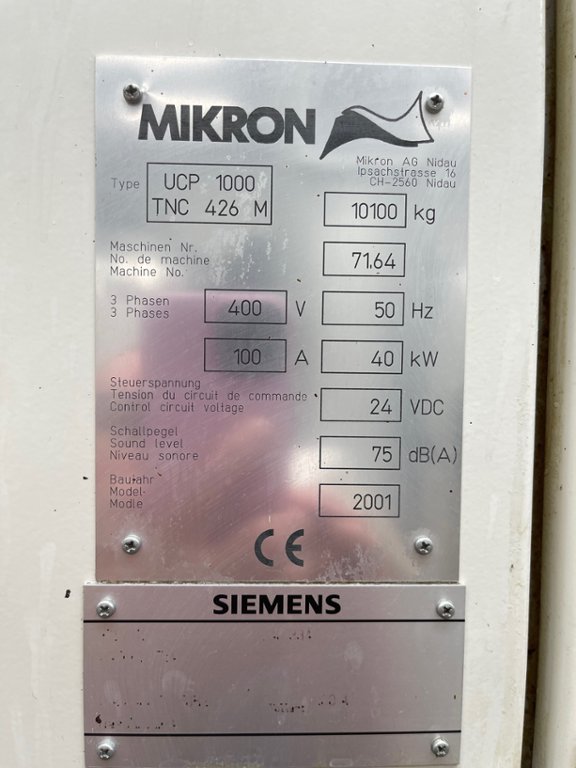 MIKRON
Mikron AG Nidau
Ipsachstrasse 16
CH-2560 Nidau
Type UCP 1000
TNC 426 M
10100 kg
Maschinen Nr.
No. de machine
Machine No.
71.64
3 Phasen
3 Phases
400 V 50 Hz
100 A 40 kW
Steuerspannung
Tension du circuit de commande
Control circuit voltage
24 VDC
Schallpegel
Sound level
Niveau sonore
75 dB(A)
Baujahr
Model-
Modle
2001
CE
SIEMENS